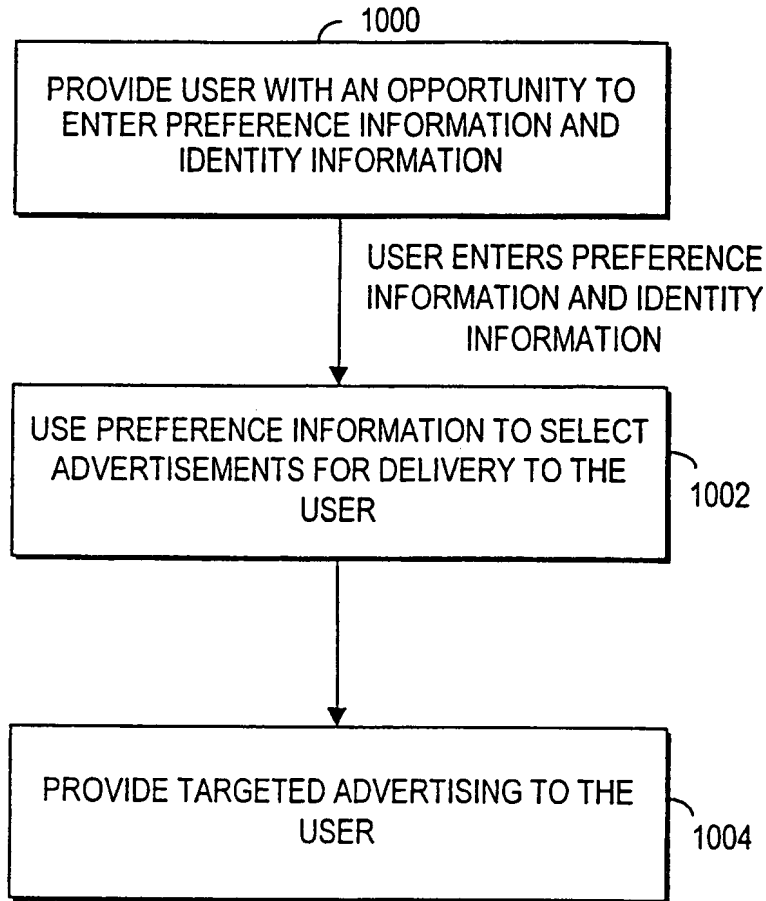 1000
PROVIDE USER WITH AN OPPORTUNITY TO
ENTER PREFERENCE INFORMATION AND
IDENTITY INFORMATION
USER ENTERS PREFERENCE
INFORMATION AND IDENTITY
INFORMATION
USE PREFERENCE INFORMATION TO SELECT
ADVERTISEMENTS FOR DELIVERY TO THE
USER
1002
PROVIDE TARGETED ADVERTISING TO THE
USER
1004